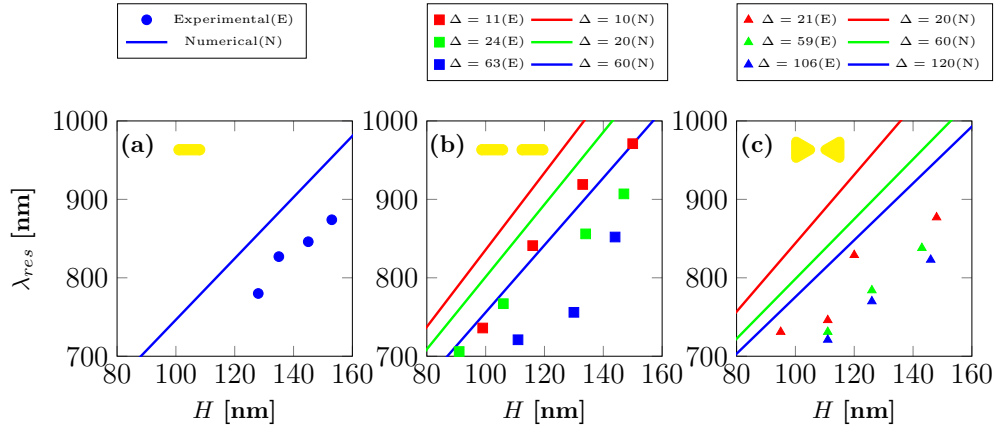 Experimental(E)
Numerical(N)
Δ = 11(E) Δ = 10(N)
Δ = 24(E) Δ = 20(N)
Δ = 63(E) Δ = 60(N)
Δ = 21(E) Δ = 20(N)
Δ = 59(E) Δ = 60(N)
Δ = 106(E) Δ = 120(N)
1000
900
800
700
λres [nm]
(a)
80 100 120 140 160
H [nm]
1000
900
800
700
(b)
80 100 120 140 160
H [nm]
1000
900
800
700
(c)
80 100 120 140 160
H [nm]